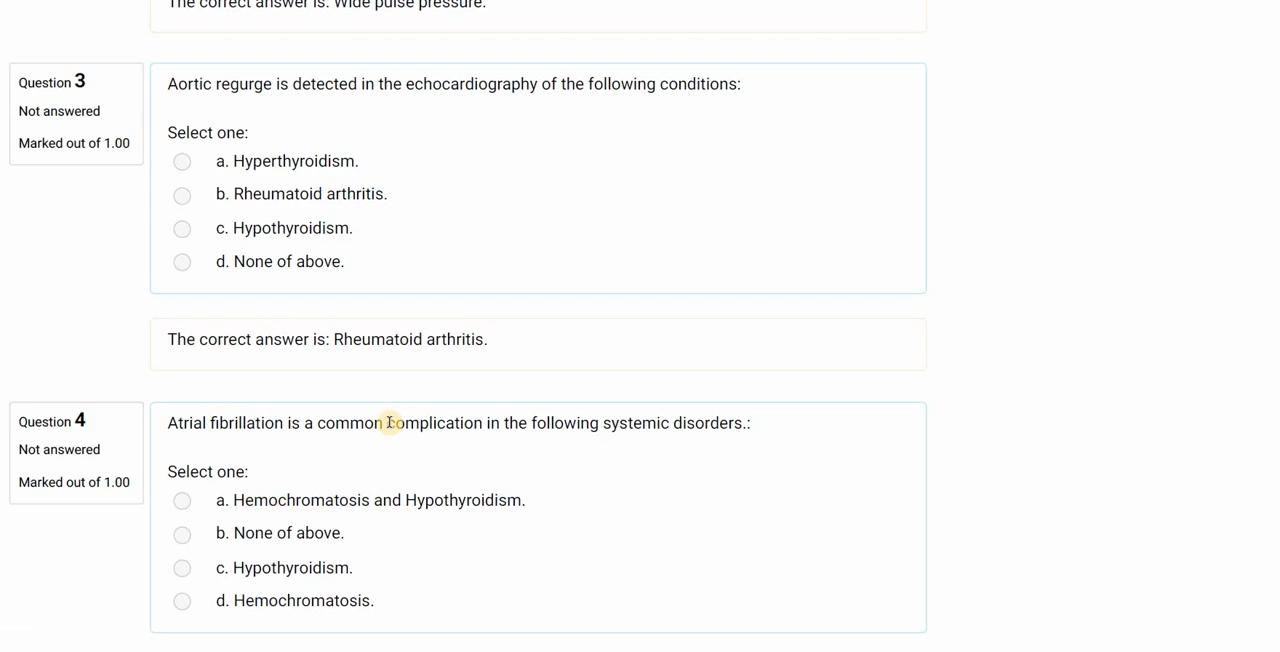 The correct answer is: Wide pulse pressure.
Question 3
Not answered
Marked out of 1.00
Aortic regurge is detected in the echocardiography of the following conditions:
Select one:
a. Hyperthyroidism.
b. Rheumatoid arthritis.
c. Hypothyroidism.
d. None of above.
The correct answer is: Rheumatoid arthritis.
Question 4
Not answered
Marked out of 1.00
Atrial fibrillation is a common complication in the following systemic disorders.:
Select one:
a. Hemochromatosis and Hypothyroidism.
b. None of above.
c. Hypothyroidism.
d. Hemochromatosis.